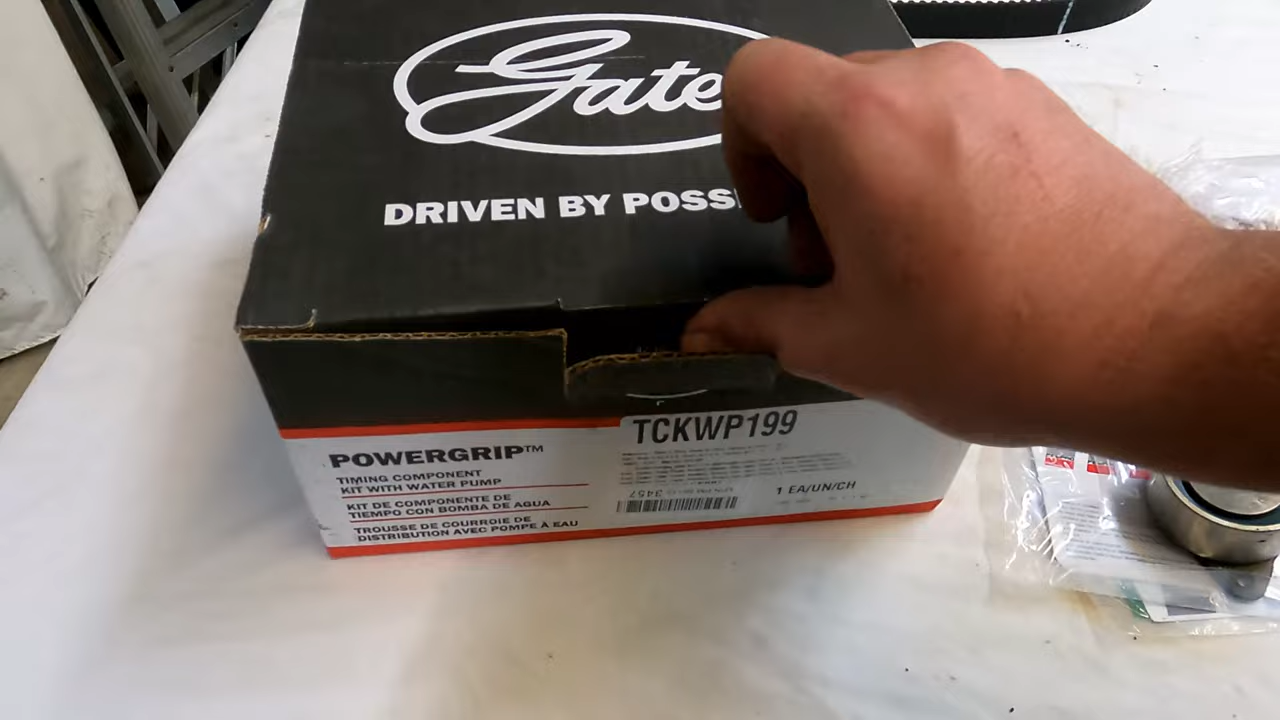 Gate
DRIVEN BY POSS
TCKWP199
POWERGRIP™
TIMING COMPONENT
KIT WITH WATER PUMP
KIT DE COMPONENTE DE
TIEMPO CON BOMBA DE AGUA
TROUSSE DE COURROIE DE
DISTRIBUTION AVEC POMPE À EAU
3457
1 EA/UN/CH